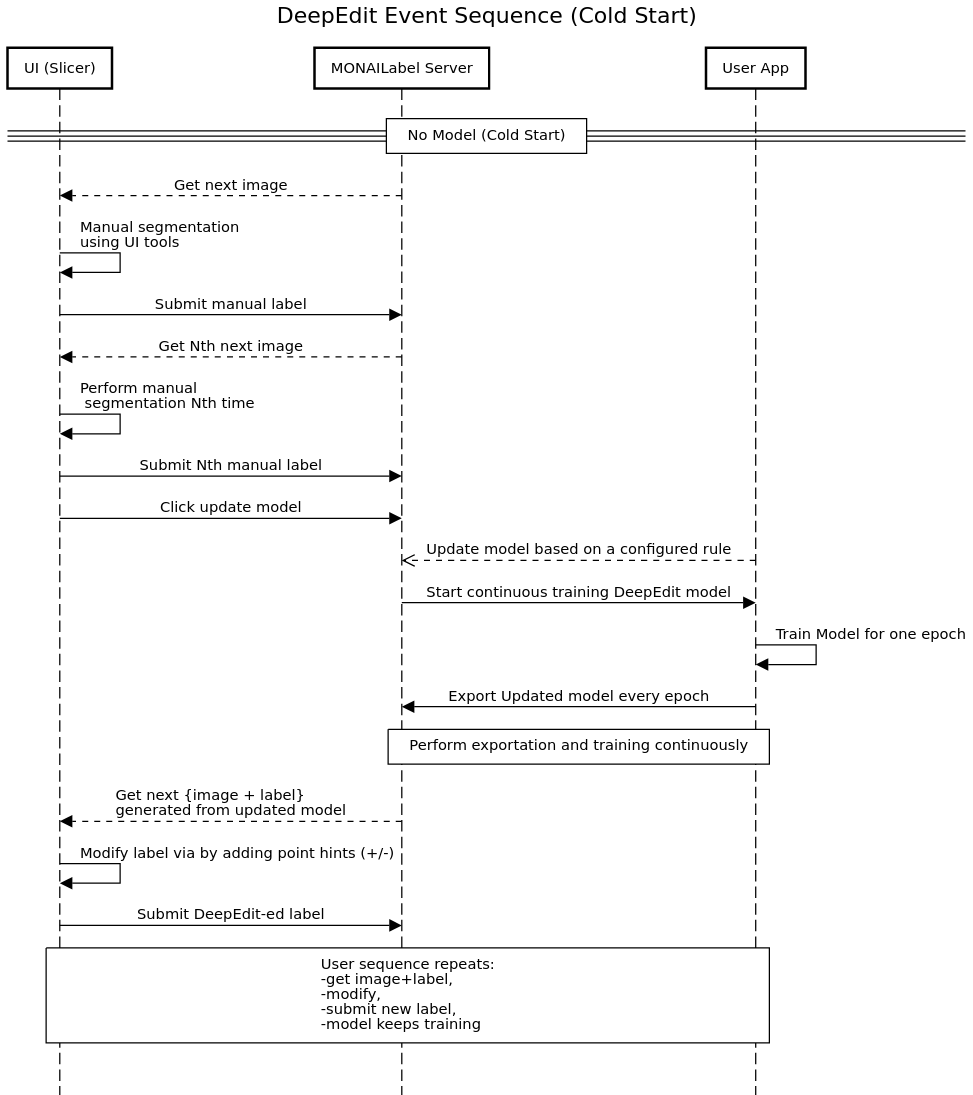 DeepEdit Event Sequence (Cold Start)
UI (Slicer)
MONAILabel Server
User App
No Model (Cold Start)
Get next image
Manual segmentation
using UI tools
Submit manual label
Get Nth next image
Perform manual
segmentation Nth time
Submit Nth manual label
Click update model
Update model based on a configured rule
Start continuous training DeepEdit model
Train Model for one epoch
Export Updated model every epoch
Perform exportation and training continuously
Get next {image + label}
generated from updated model
Modify label via by adding point hints (+/-)
Submit DeepEdit-ed label
User sequence repeats:
-get image+label,
-modify,
-submit new label,
-model keeps training